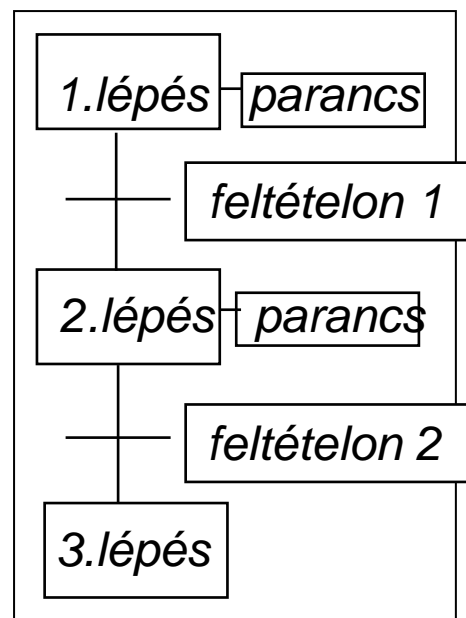 1.lépés parancs
feltételon 1
2.lépés parancs
feltételon 2
3.lépés